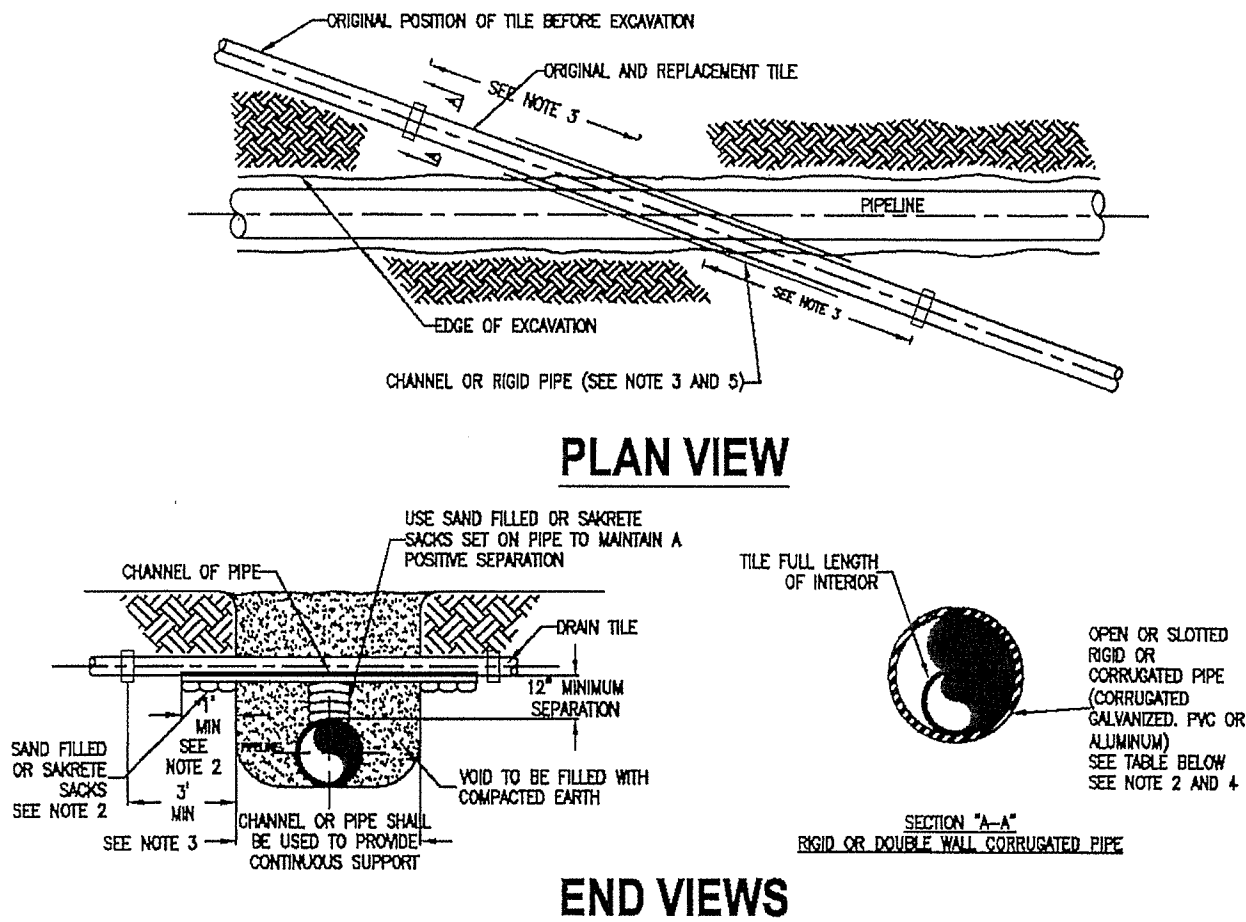 ORIGINAL POSITION OF TILE BEFORE EXCAVATION
ORIGINAL AND REPLACEMENT TILE
SEE NOTE 3
A
A
PIPELINE
SEE NOTE 3
EDGE OF EXCAVATION
CHANNEL OR RIGID PIPE (SEE NOTE 3 AND 5)
PLAN VIEW
USE SAND FILLED OR SAKRETE
SACKS SET ON PIPE TO MAINTAIN A
POSITIVE SEPARATION
CHANNEL OF PIPE
DRAIN TILE
12" MINIMUM
SEPARATION
1'
MIN
SEE
NOTE 2
3'
MIN
SAND FILLED
OR SAKRETE
SACKS
SEE NOTE 2
SEE NOTE 3
PIPELINE
VOID TO BE FILLED WITH
COMPACTED EARTH
CHANNEL OR PIPE SHALL
BE USED TO PROVIDE
CONTINUOUS SUPPORT
TILE FULL LENGTH
OF INTERIOR
OPEN OR SLOTTED
RIGID OR
CORRUGATED PIPE
(CORRUGATED
GALVANIZED. PVC OR
ALUMINUM)
SEE TABLE BELOW
SEE NOTE 2 AND 4
SECTION "A-A"
RIGID OR DOUBLE WALL CORRUGATED PIPE
END VIEWS